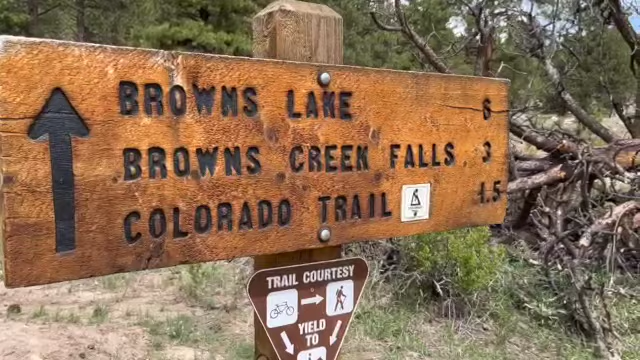 BROWNS LAKE 6
BROWNS CREEK FALLS . 3
COLORADO TRAIL 1.5
TRAIL COURTESY
YIELD
TO